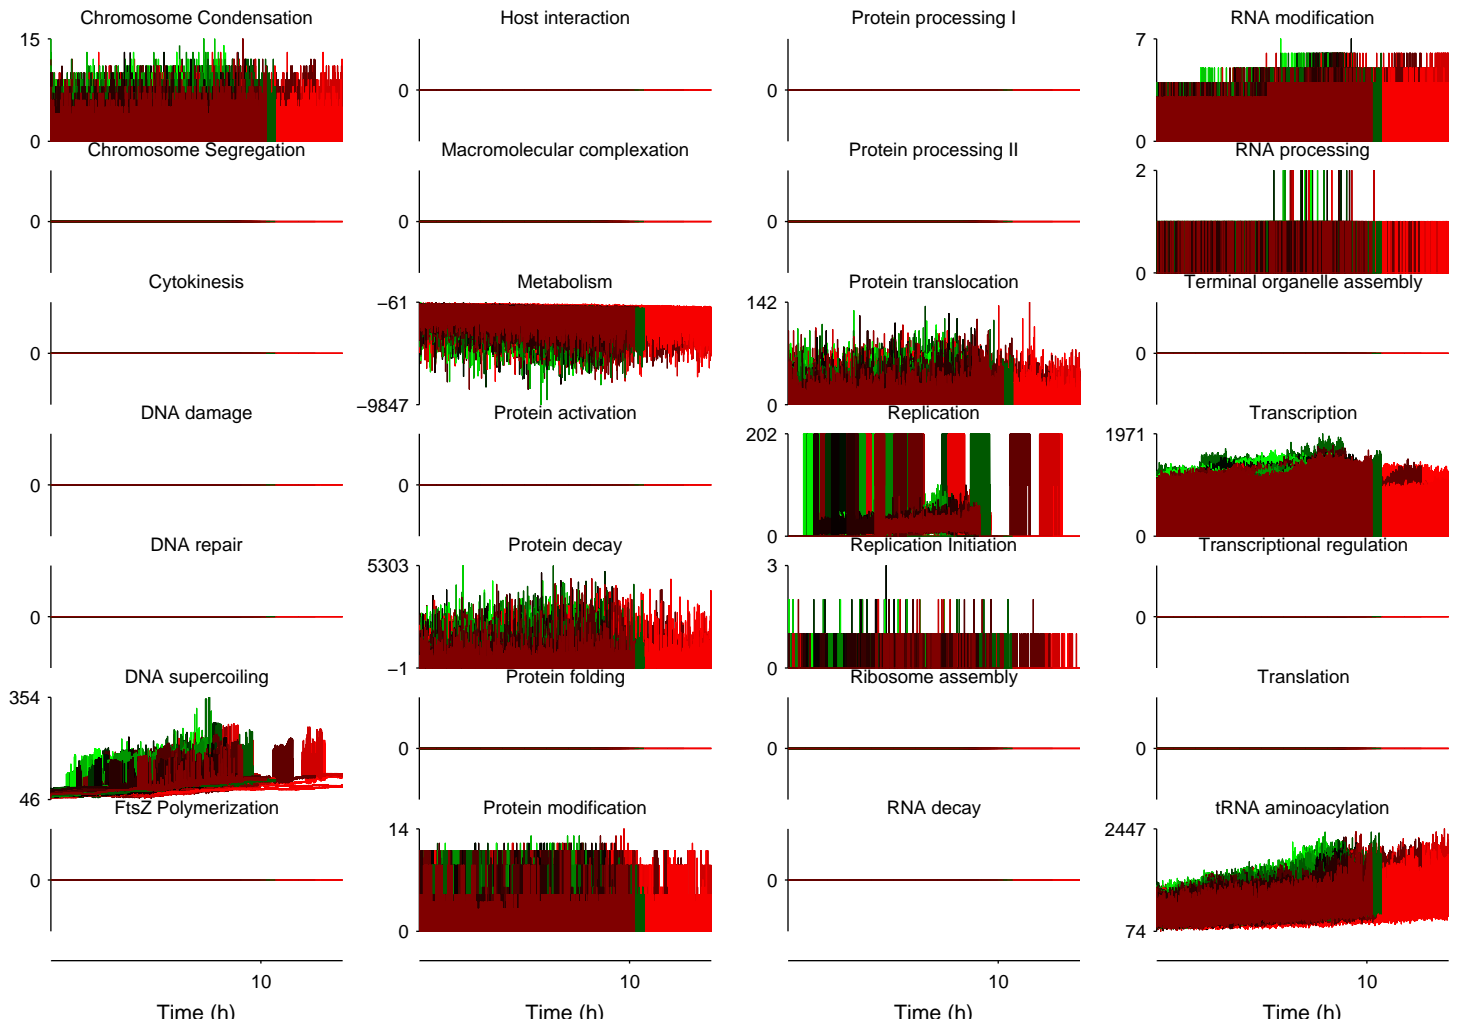 Chromosome Condensation
15
0
Chromosome Segregation
0
Cytokinesis
0
DNA damage
0
DNA repair
0
DNA supercoiling
354
46
FtsZ Polymerization
0
10
Time (h)
Host interaction
0
Macromolecular complexation
0
Metabolism
−61
−9847
Protein activation
0
Protein decay
5303
−1
Protein folding
0
Protein modification
14
0
10
Time (h)
Protein processing I
0
Protein processing II
0
Protein translocation
142
0
Replication
202
0
Replication Initiation
3
0
Ribosome assembly
0
RNA decay
0
10
Time (h)
RNA modification
7
0
RNA processing
2
0
Terminal organelle assembly
0
Transcription
1971
0
Transcriptional regulation
0
Translation
0
tRNA aminoacylation
2447
74
10
Time (h)